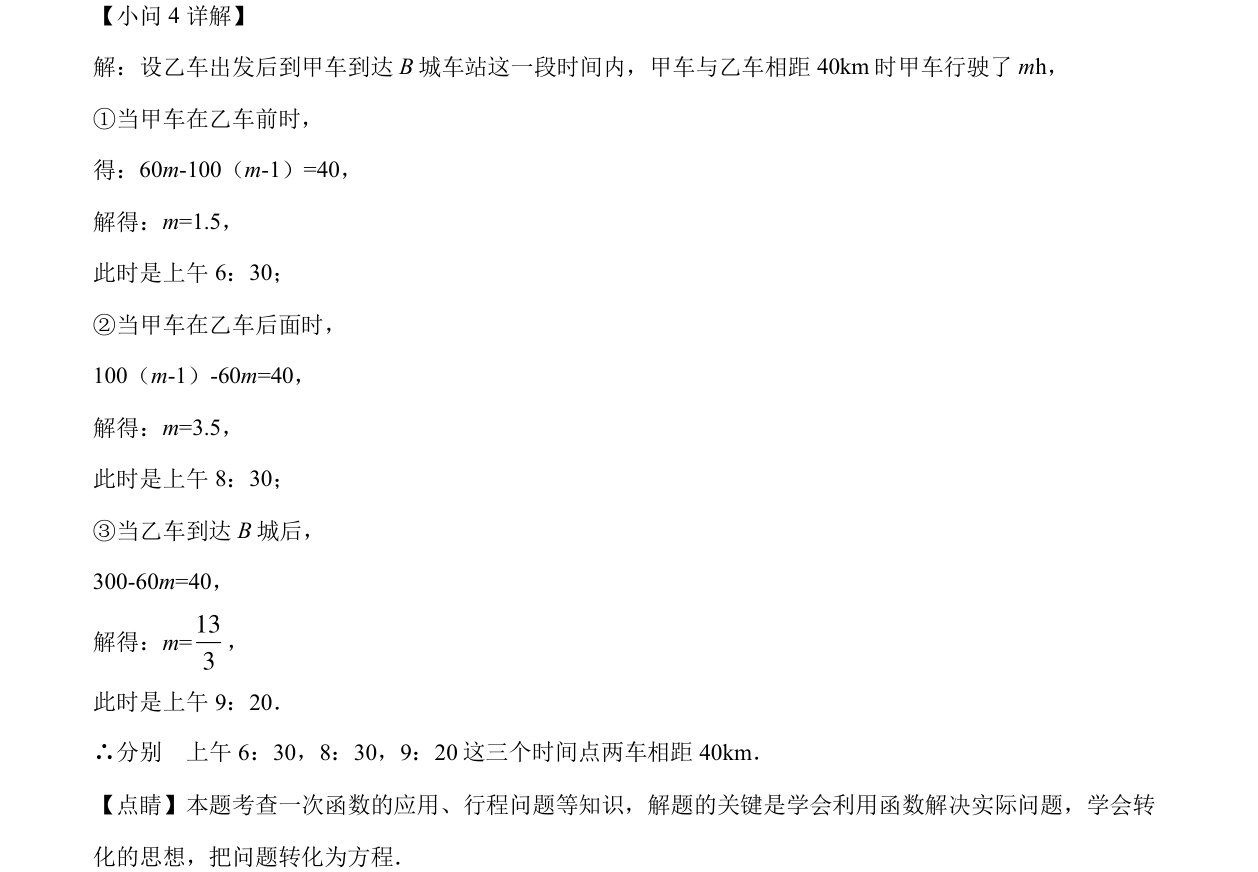 【小问 4 详解】
解：设乙车出发后到甲车到达 B 城车站这一段时间内，甲车与乙车相距 40km 时甲车行驶了 mh，
①当甲车在乙车前时，
得：60m-100（m-1）=40，
解得：m=1.5，
此时是上午 6：30；
②当甲车在乙车后面时，
100（m-1）-60m=40，
解得：m=3.5，
此时是上午 8：30；
③当乙车到达 B 城后，
300-60m=40，
解得：m=13/3，
此时是上午 9：20．
∴分别　上午 6：30，8：30，9：20 这三个时间点两车相距 40km．
【点睛】本题考查一次函数的应用、行程问题等知识，解题的关键是学会利用函数解决实际问题，学会转
化的思想，把问题转化为方程．